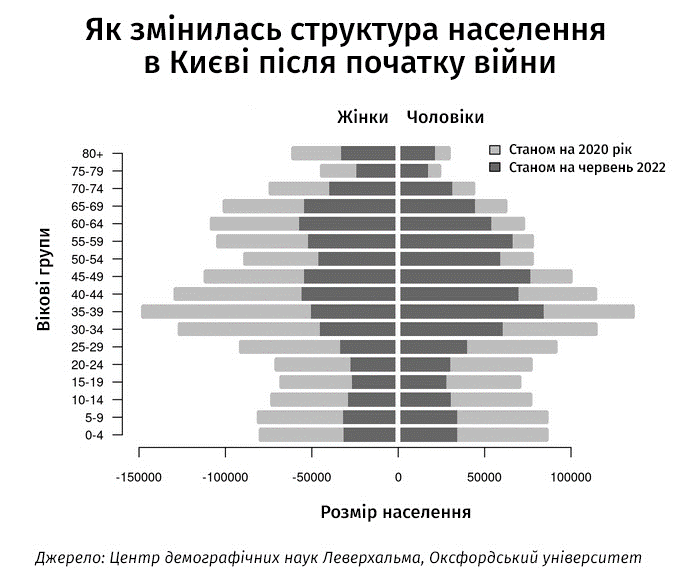 Як змінилась структура населення
в Києві після початку війни
Жінки Чоловіки
Станом на 2020 рік
Станом на червень 2022
Вікові групи
80+
75-79
70-74
65-69
60-64
55-59
50-54
45-49
40-44
35-39
30-34
25-29
20-24
15-19
10-14
5-9
0-4
-150000 -100000 -50000 0 50000 100000
Розмір населення
Джерело: Центр демографічних наук Леверхальма, Оксфордський університет